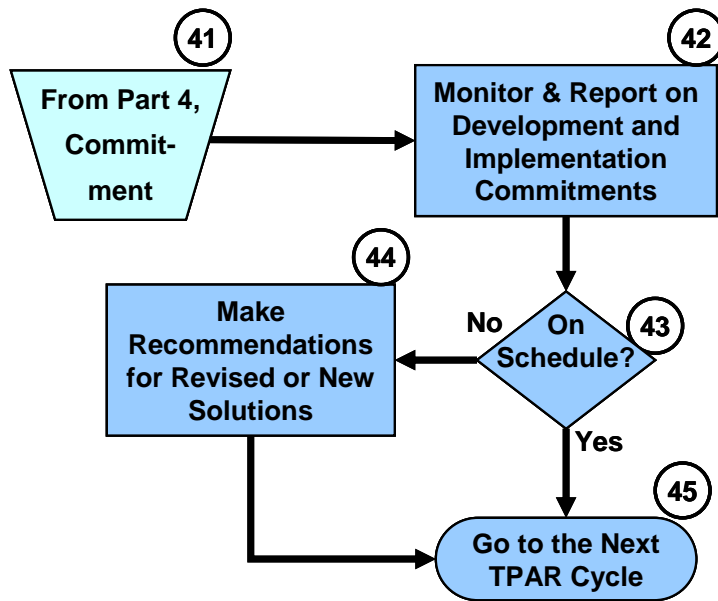 41
From Part 4,
Commit-
ment
42
Monitor & Report on
Development and
Implementation
Commitments
43
On
Schedule?
No
Yes
44
Make
Recommendations
for Revised or New
Solutions
45
Go to the Next
TPAR Cycle